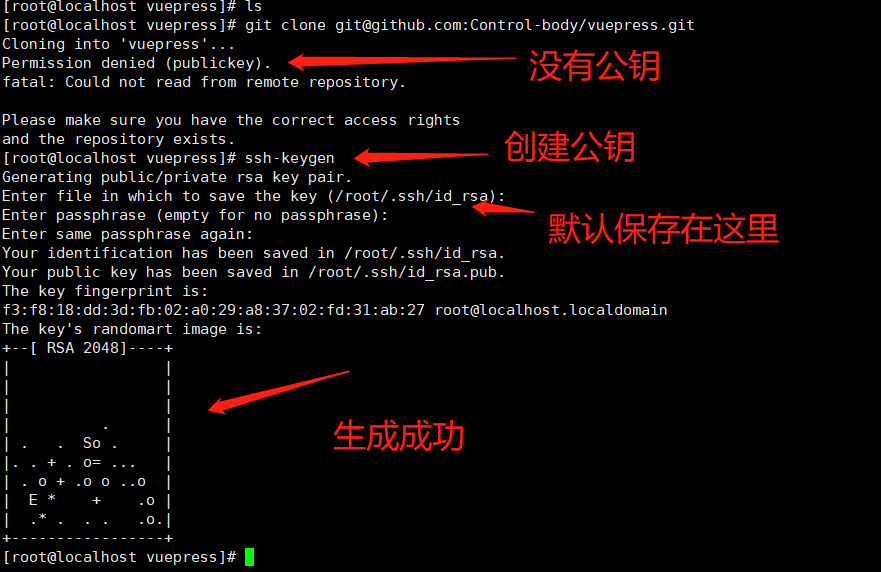 [root@localhost vuepress]# ls
[root@localhost vuepress]# git clone git@github.com:Control-body/vuepress.git
Cloning into 'vuepress'...
Permission denied (publickey).
没有公钥
fatal: Could not read from remote repository.
Please make sure you have the correct access rights
and the repository exists.
创建公钥
[root@localhost vuepress]# ssh-keygen
Generating public/private rsa key pair.
Enter file in which to save the key (/root/.ssh/id_rsa):
Enter passphrase (empty for no passphrase):
默认保存在这里
Enter same passphrase again:
Your identification has been saved in /root/.ssh/id_rsa.
Your public key has been saved in /root/.ssh/id_rsa.pub.
The key fingerprint is:
f3:f8:18:dd:3d:fb:02:a0:29:a8:37:02:fd:31:ab:27 root@localhost.localdomain
The key's randomart image is:
+--[ RSA 2048]----+
|                 |
|                 |
|                 |
|          .      |
| .   .  So .     |
生成成功
|. . + . o= ...   |
| . o + .o o ..o  |
|  E *    +    .o |
|  .* .  . .   .o.|
+-----------------+
[root@localhost vuepress]#